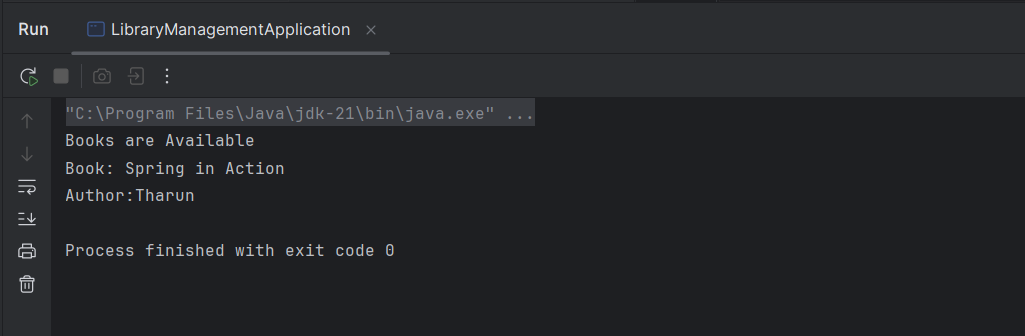 Run LibraryManagementApplication
"C:\Program Files\Java\jdk-21\bin\java.exe" ...
Books are Available
Book: Spring in Action
Author:Tharun
Process finished with exit code 0